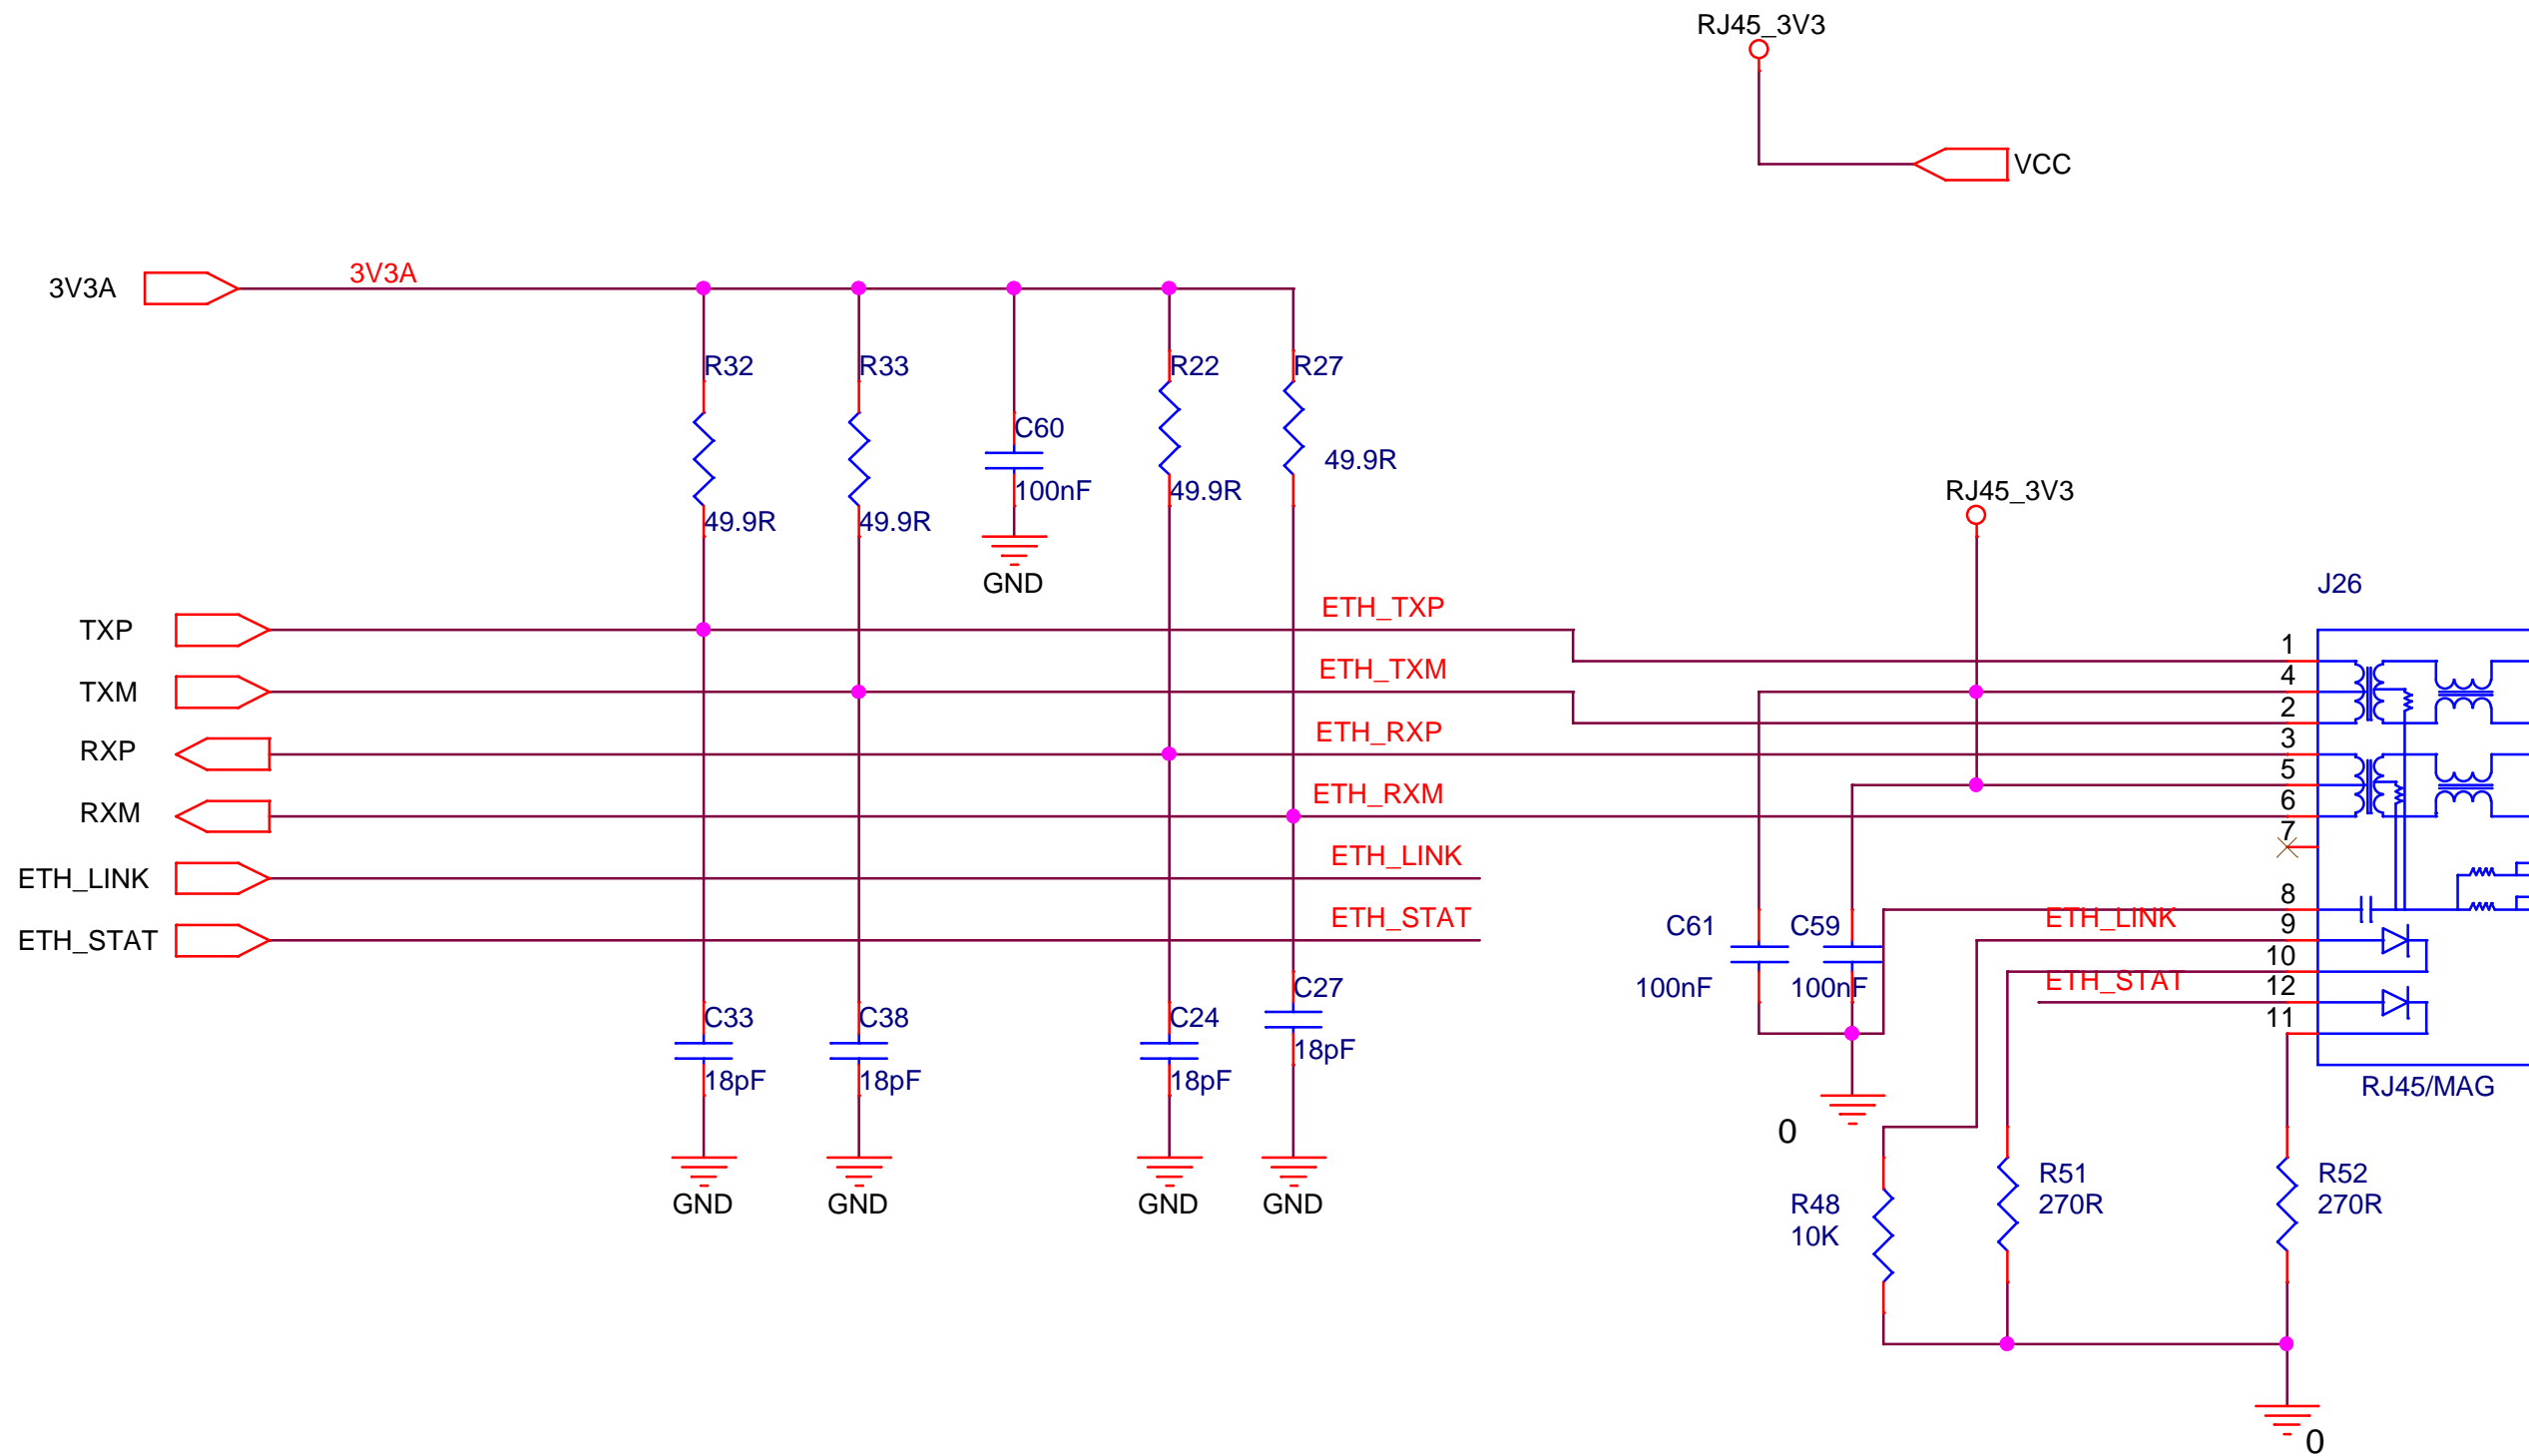 RJ45_3V3
VCC
3V3A
3V3A
R32
R33
R22
R27
C60
100nF
49.9R
49.9R
49.9R
49.9R
GND
RJ45_3V3
J26
TXP
ETH_TXP
TXM
ETH_TXM
RXP
ETH_RXP
RXM
ETH_RXM
ETH_LINK
ETH_LINK
ETH_STAT
ETH_STAT
1
4
2
3
5
6
7
8
9
10
12
11
ETH_LINK
ETH_STAT
C61
100nF
C59
100nF
C33
18pF
C38
18pF
C24
18pF
C27
18pF
GND
GND
GND
GND
0
RJ45/MAG
R48
10K
R51
270R
R52
270R
0